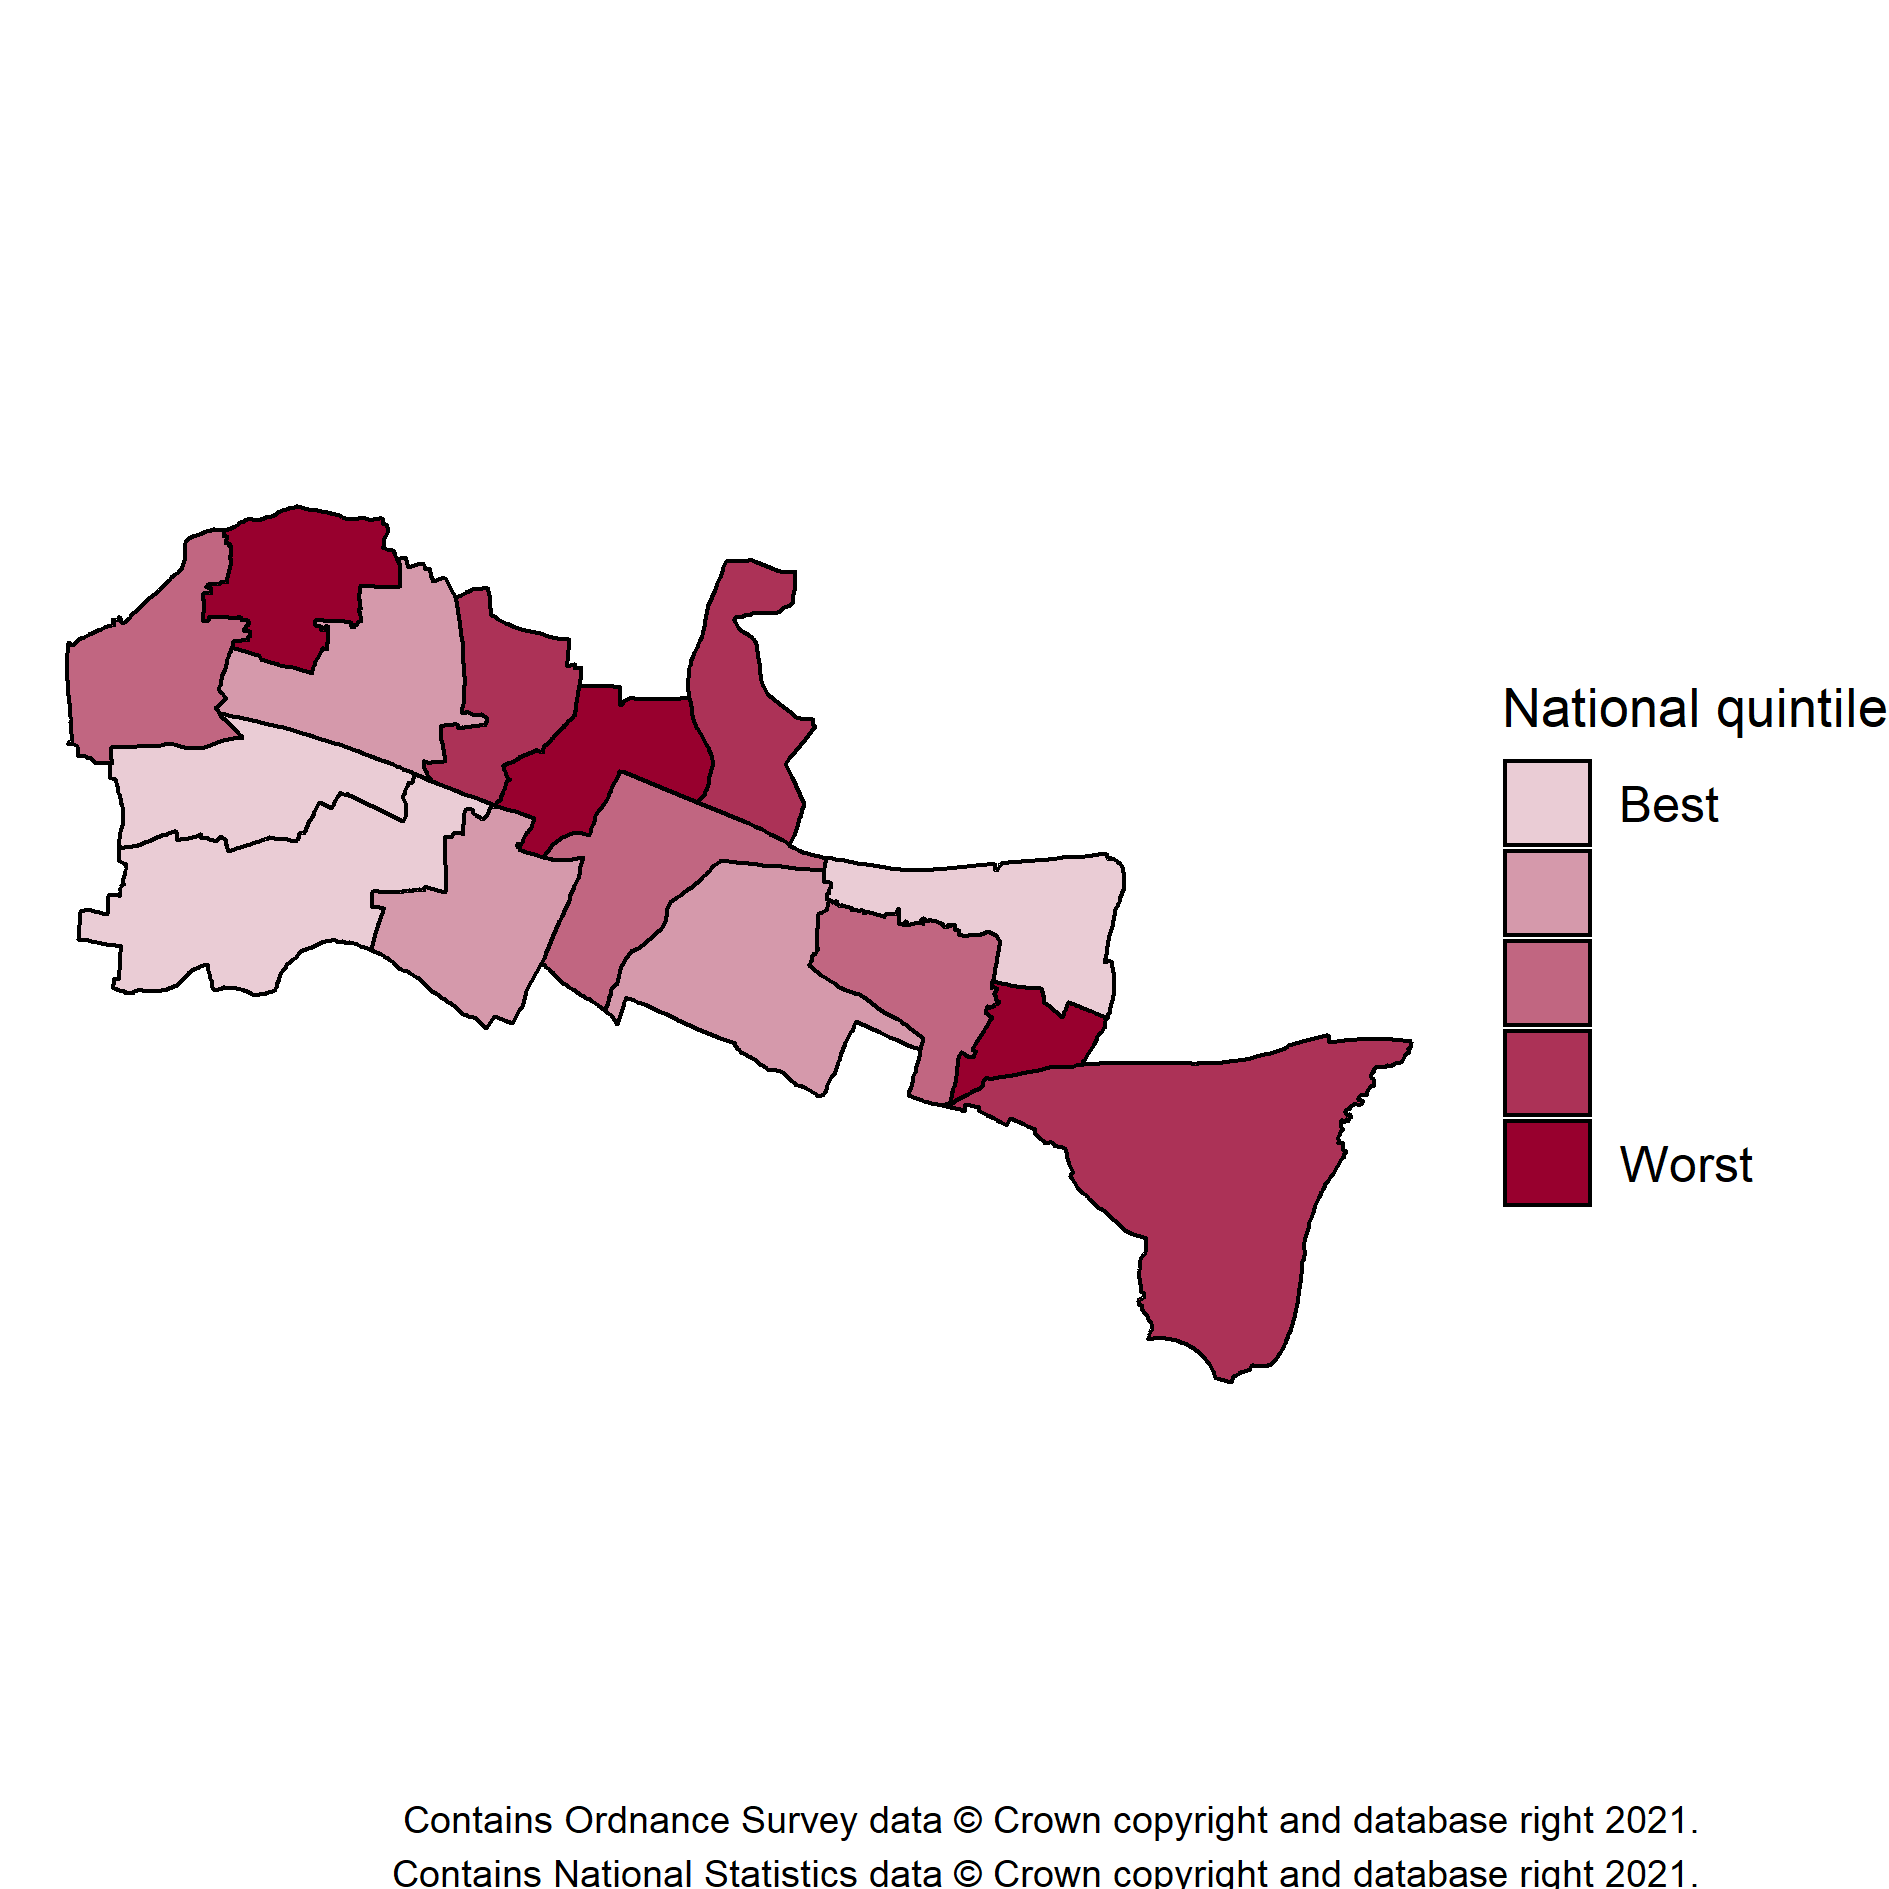 National quintile
Best
Worst
Contains Ordnance Survey data © Crown copyright and database right 2021.
Contains National Statistics data © Crown copyright and database right 2021.